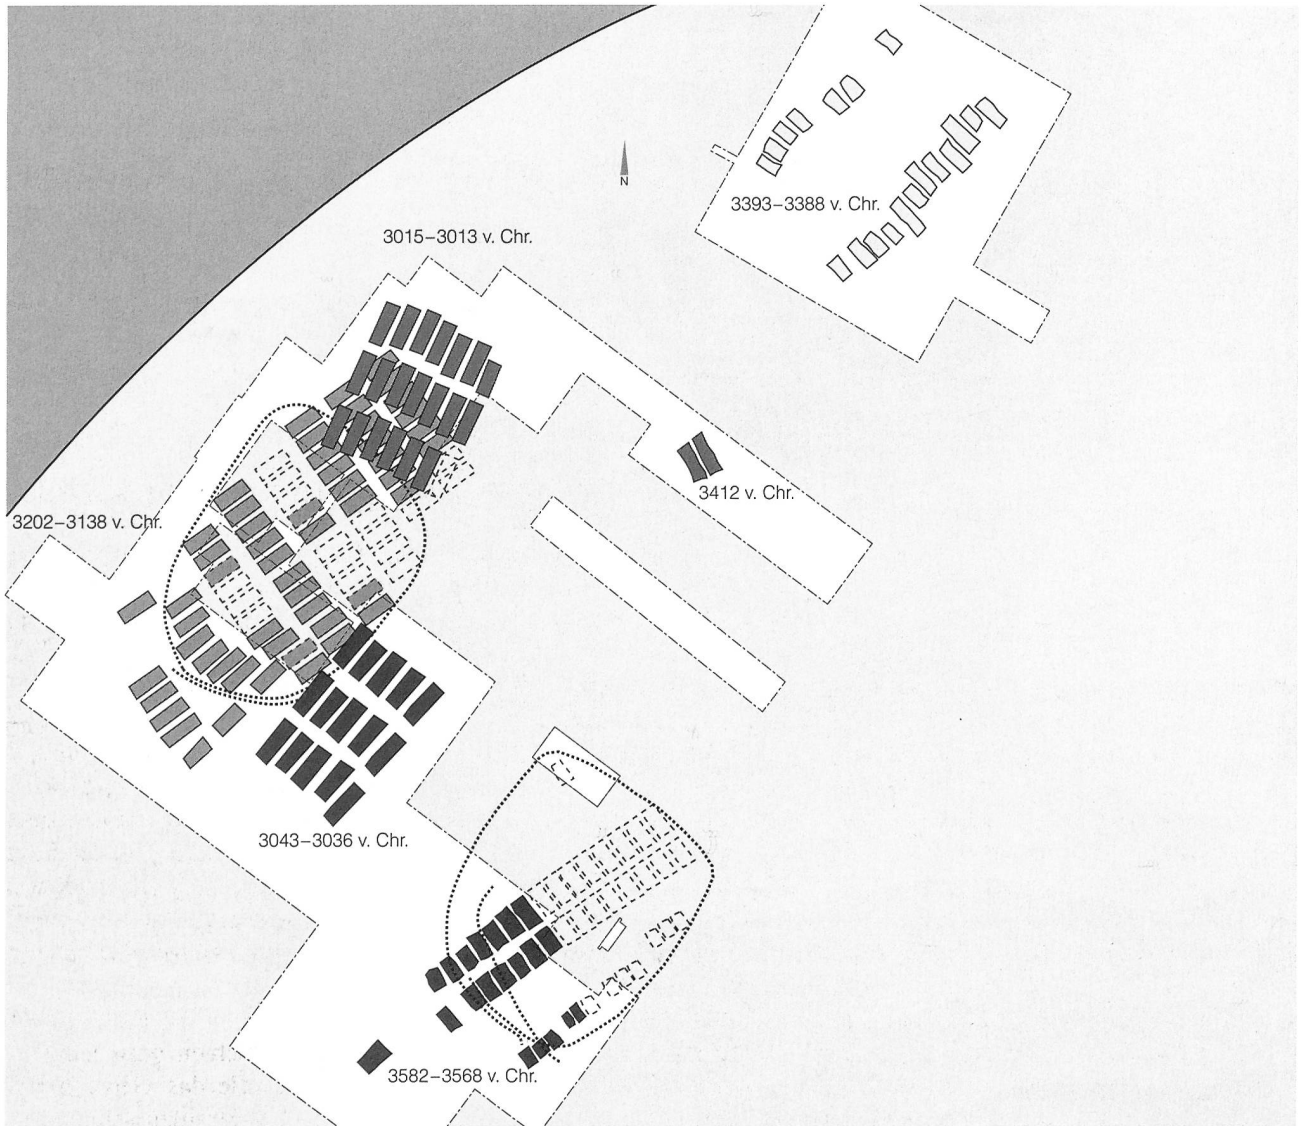 N
3393–3388 v. Chr.
3015–3013 v. Chr.
3412 v. Chr.
3202–3138 v. Chr.
3043–3036 v. Chr.
3582–3568 v. Chr.